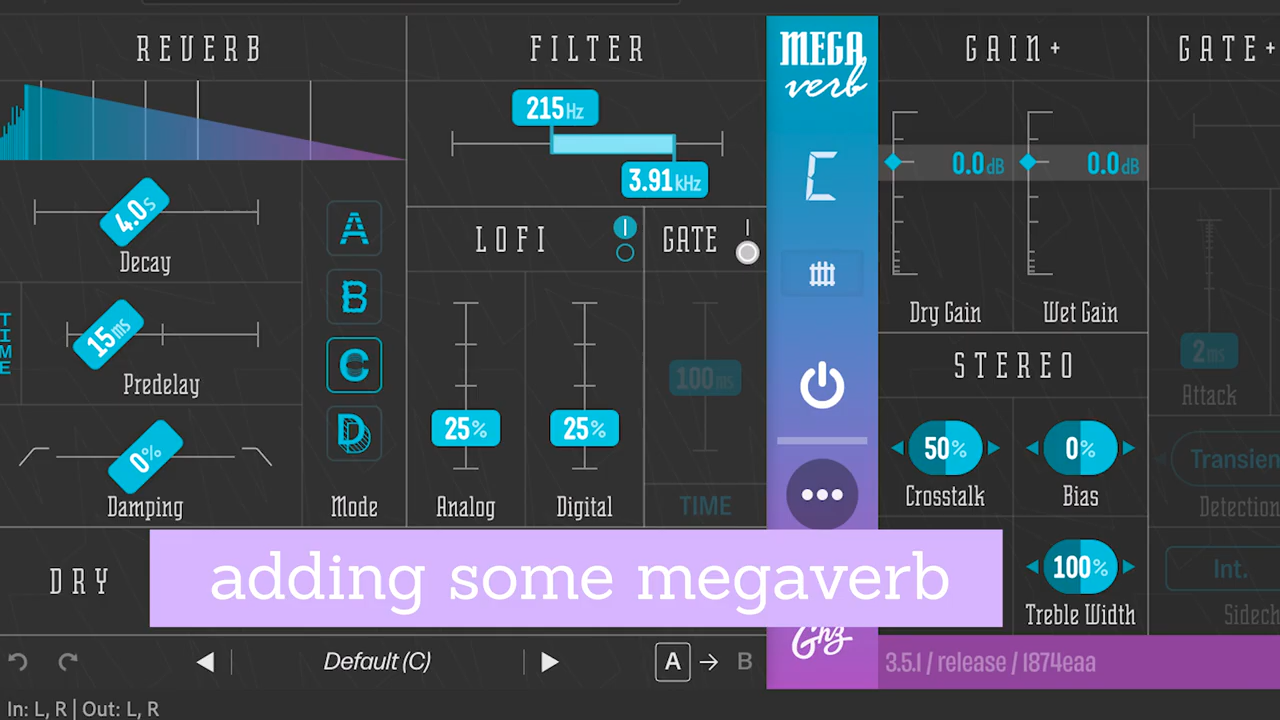 REVERB
4.0s
Decay
TIME
15ms
Predelay
0%
Damping
A
B
C
D
Mode
DRY
FILTER
215Hz
3.91kHz
LOFI
25%
Analog
25%
Digital
GATE
100ms
TIME
MEGA
verb
C
Ghz
GAIN+
0.0dB
Dry Gain
0.0dB
Wet Gain
STEREO
50%
Crosstalk
0%
Bias
100%
Treble Width
GATE+
2ms
Attack
Transien
Detection
Int.
Sidech
adding some megaverb
Default (C)
A
B
3.5.1 / release / 1874eaa
In: L, R | Out: L, R